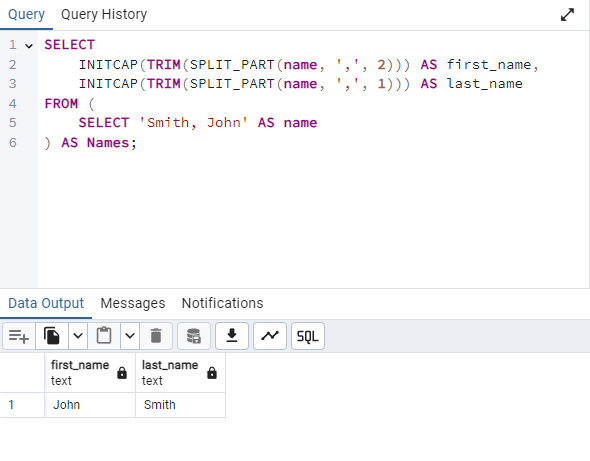 Query Query History
1 SELECT
2 INITCAP(TRIM(SPLIT_PART(name, ',', 2))) AS first_name,
3 INITCAP(TRIM(SPLIT_PART(name, ',', 1))) AS last_name
4 FROM (
5 SELECT 'Smith, John' AS name
6 ) AS Names;
Data Output Messages Notifications
SQL
first_name last_name
text text
1 John Smith